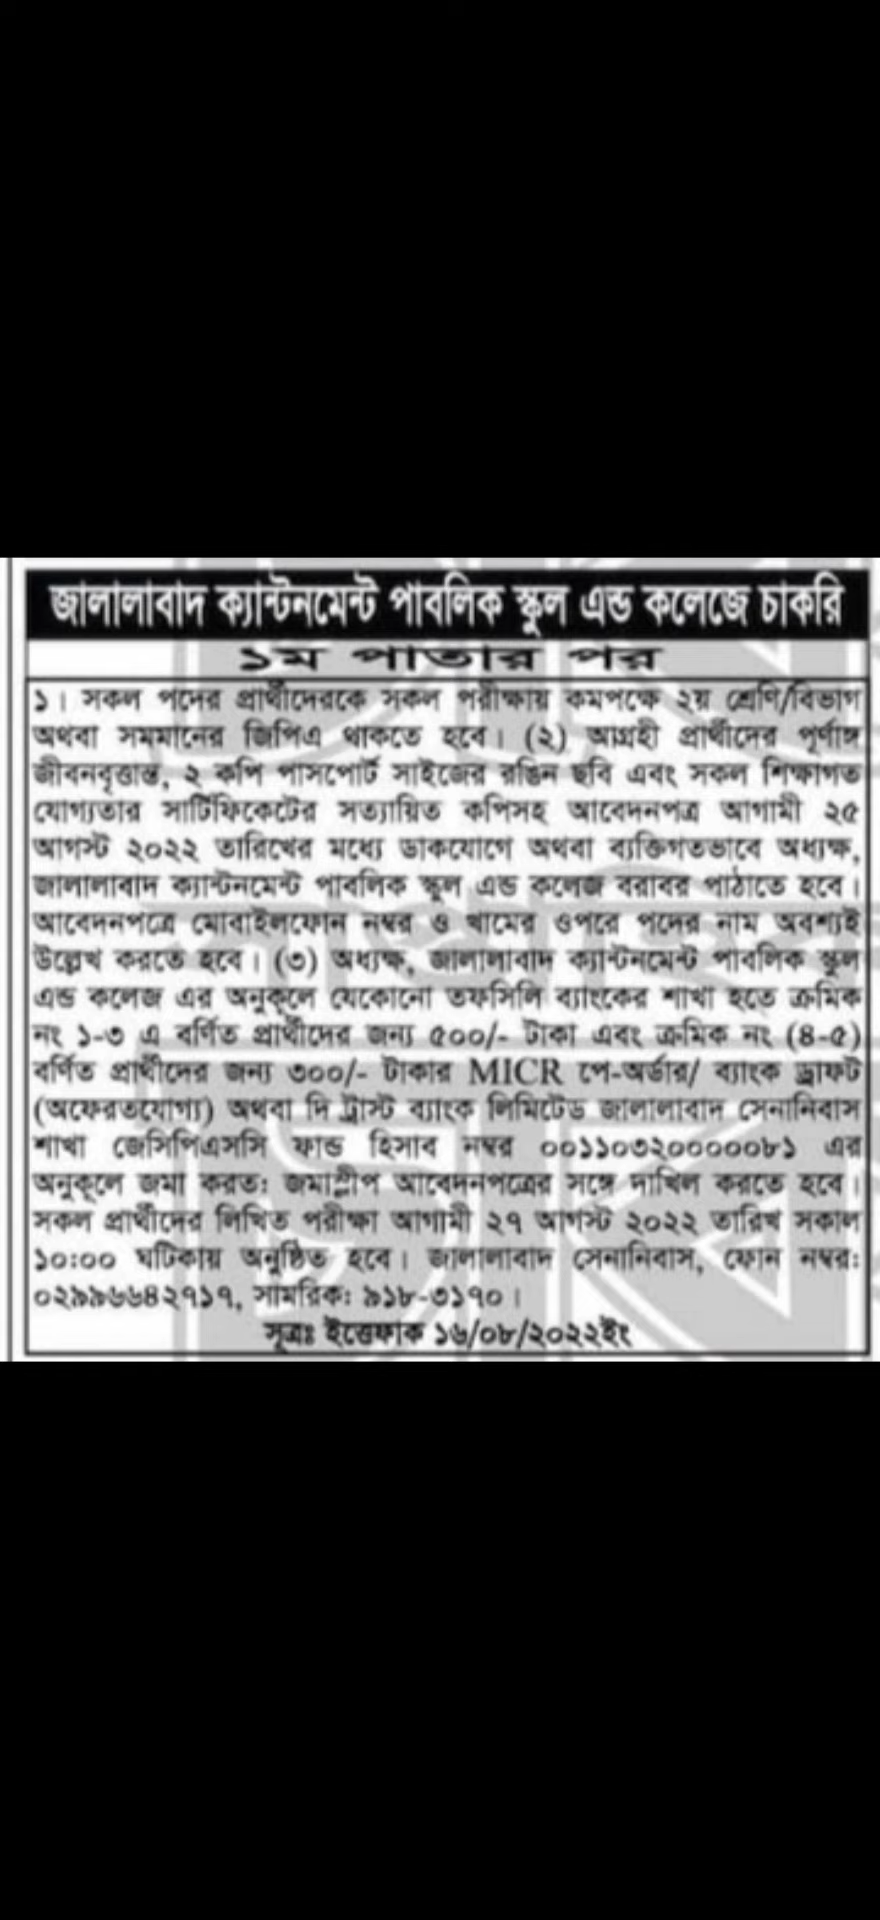 জালালাবাদ ক্যান্টনমেন্ট পাবলিক স্কুল এন্ড কলেজে চাকরি
১ম পাতার পর
১। সকল পদের প্রার্থীদেরকে সকল পরীক্ষায় কমপক্ষে ২য় শ্রেণি/বিভাগ
অথবা সমমানের জিপিএ থাকতে হবে। (২) আগ্রহী প্রার্থীদের পূর্ণাঙ্গ
জীবনবৃত্তান্ত, ২ কপি পাসপোর্ট সাইজের রঙিন ছবি এবং সকল শিক্ষাগত
যোগ্যতার সার্টিফিকেটের সত্যায়িত কপিসহ আবেদনপত্র আগামী ২৫
আগস্ট ২০২২ তারিখের মধ্যে ডাকযোগে অথবা ব্যক্তিগতভাবে অধ্যক্ষ,
জালালাবাদ ক্যান্টনমেন্ট পাবলিক স্কুল এন্ড কলেজ বরাবর পাঠাতে হবে।
আবেদনপত্রে মোবাইলফোন নম্বর ও খামের ওপরে পদের নাম অবশ্যই
উল্লেখ করতে হবে। (৩) অধ্যক্ষ, জালালাবাদ ক্যান্টনমেন্ট পাবলিক স্কুল
এন্ড কলেজ এর অনুকূলে যেকোনো তফসিলি ব্যাংকের শাখা হতে ক্রমিক
নং ১-৩ এ বর্ণিত প্রার্থীদের জন্য ৫০০/- টাকা এবং ক্রমিক নং (৪-৫)
বর্ণিত প্রার্থীদের জন্য ৩০০/- টাকার MICR পে-অর্ডার/ ব্যাংক ড্রাফট
(অফেরতযোগ্য) অথবা দি ট্রাস্ট ব্যাংক লিমিটেড জালালাবাদ সেনানিবাস
শাখা জেসিপিএসসি ফান্ড হিসাব নম্বর ০০১১০৩২০০০০০৮১ এর
অনুকূলে জমা করত: জমাস্লীপ আবেদনপত্রের সঙ্গে দাখিল করতে হবে।
সকল প্রার্থীদের লিখিত পরীক্ষা আগামী ২৭ আগস্ট ২০২২ তারিখ সকাল
১০:০০ ঘটিকায় অনুষ্ঠিত হবে। জালালাবাদ সেনানিবাস, ফোন নম্বর:
০২৯৯৬৬৪২৭১৭, সামরিক: ৯১৮-৩১৭০।
সূত্রঃ ইত্তেফাক ১৬/০৮/২০২২ইং